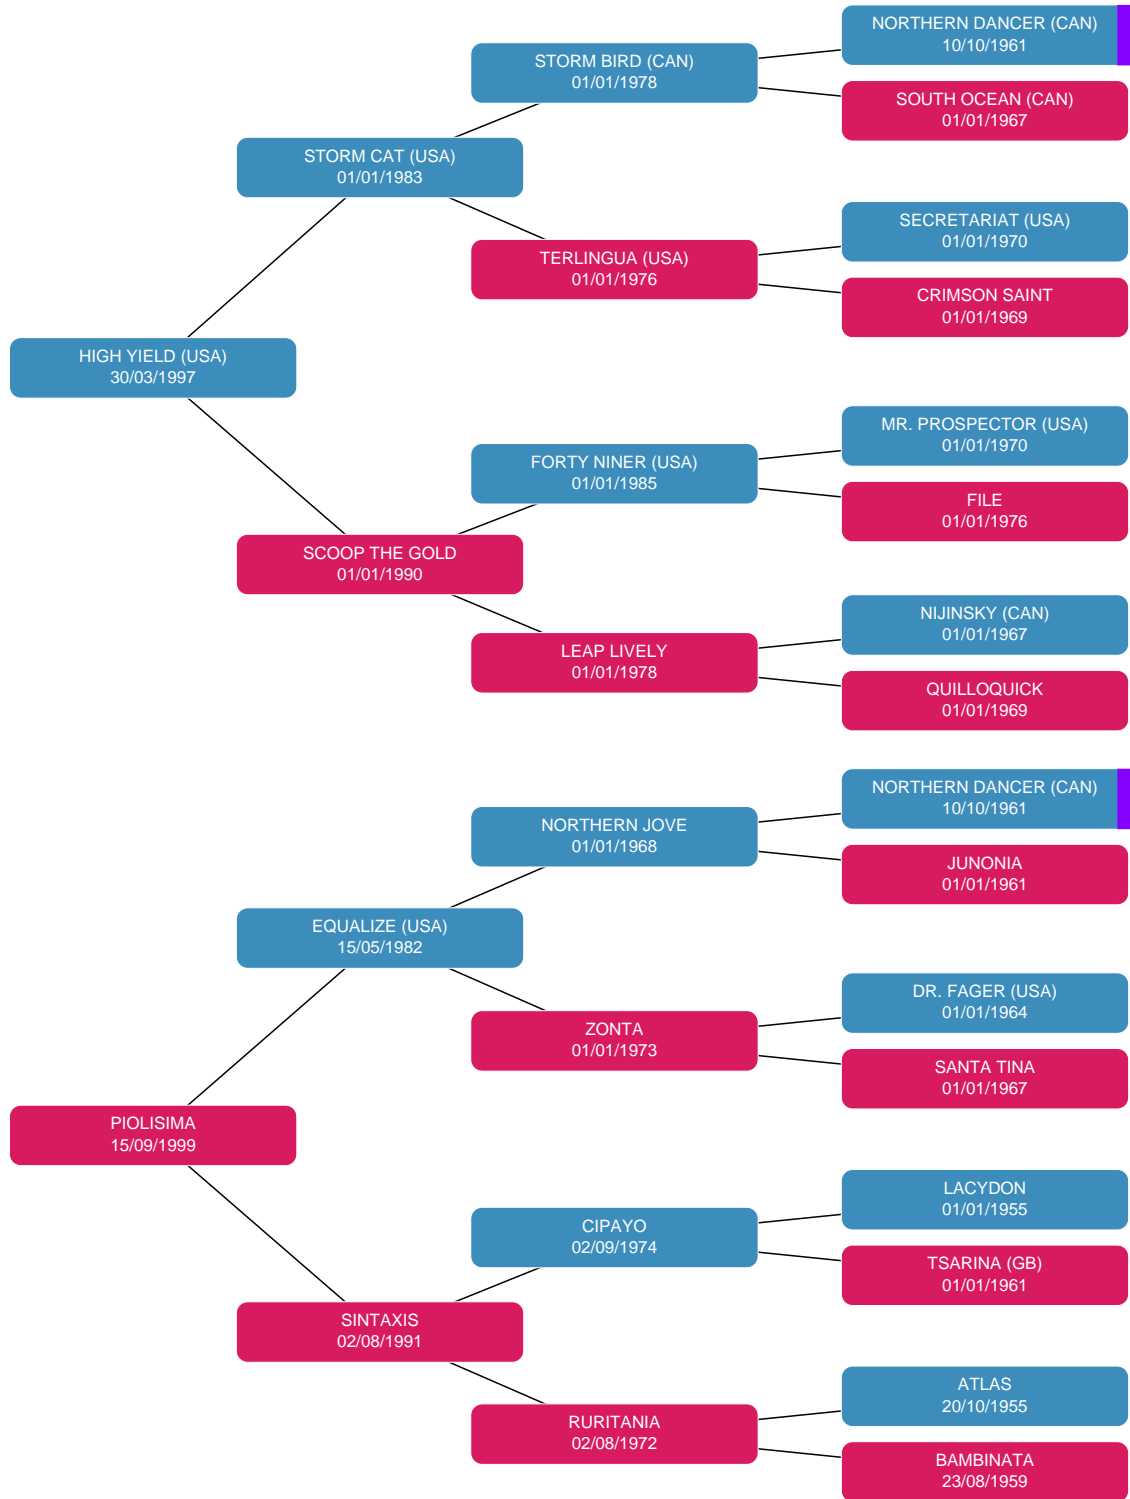 NORTHERN DANCER (CAN)
10/10/1961
STORM BIRD (CAN)
01/01/1978
SOUTH OCEAN (CAN)
01/01/1967
STORM CAT (USA)
01/01/1983
SECRETARIAT (USA)
01/01/1970
TERLINGUA (USA)
01/01/1976
CRIMSON SAINT
01/01/1969
HIGH YIELD (USA)
30/03/1997
MR. PROSPECTOR (USA)
01/01/1970
FORTY NINER (USA)
01/01/1985
FILE
01/01/1976
SCOOP THE GOLD
01/01/1990
NIJINSKY (CAN)
01/01/1967
LEAP LIVELY
01/01/1978
QUILLOQUICK
01/01/1969
NORTHERN DANCER (CAN)
10/10/1961
NORTHERN JOVE
01/01/1968
JUNONIA
01/01/1961
EQUALIZE (USA)
15/05/1982
DR. FAGER (USA)
01/01/1964
ZONTA
01/01/1973
SANTA TINA
01/01/1967
PIOLISIMA
15/09/1999
LACYDON
01/01/1955
CIPAYO
02/09/1974
TSARINA (GB)
01/01/1961
SINTAXIS
02/08/1991
ATLAS
20/10/1955
RURITANIA
02/08/1972
BAMBINATA
23/08/1959